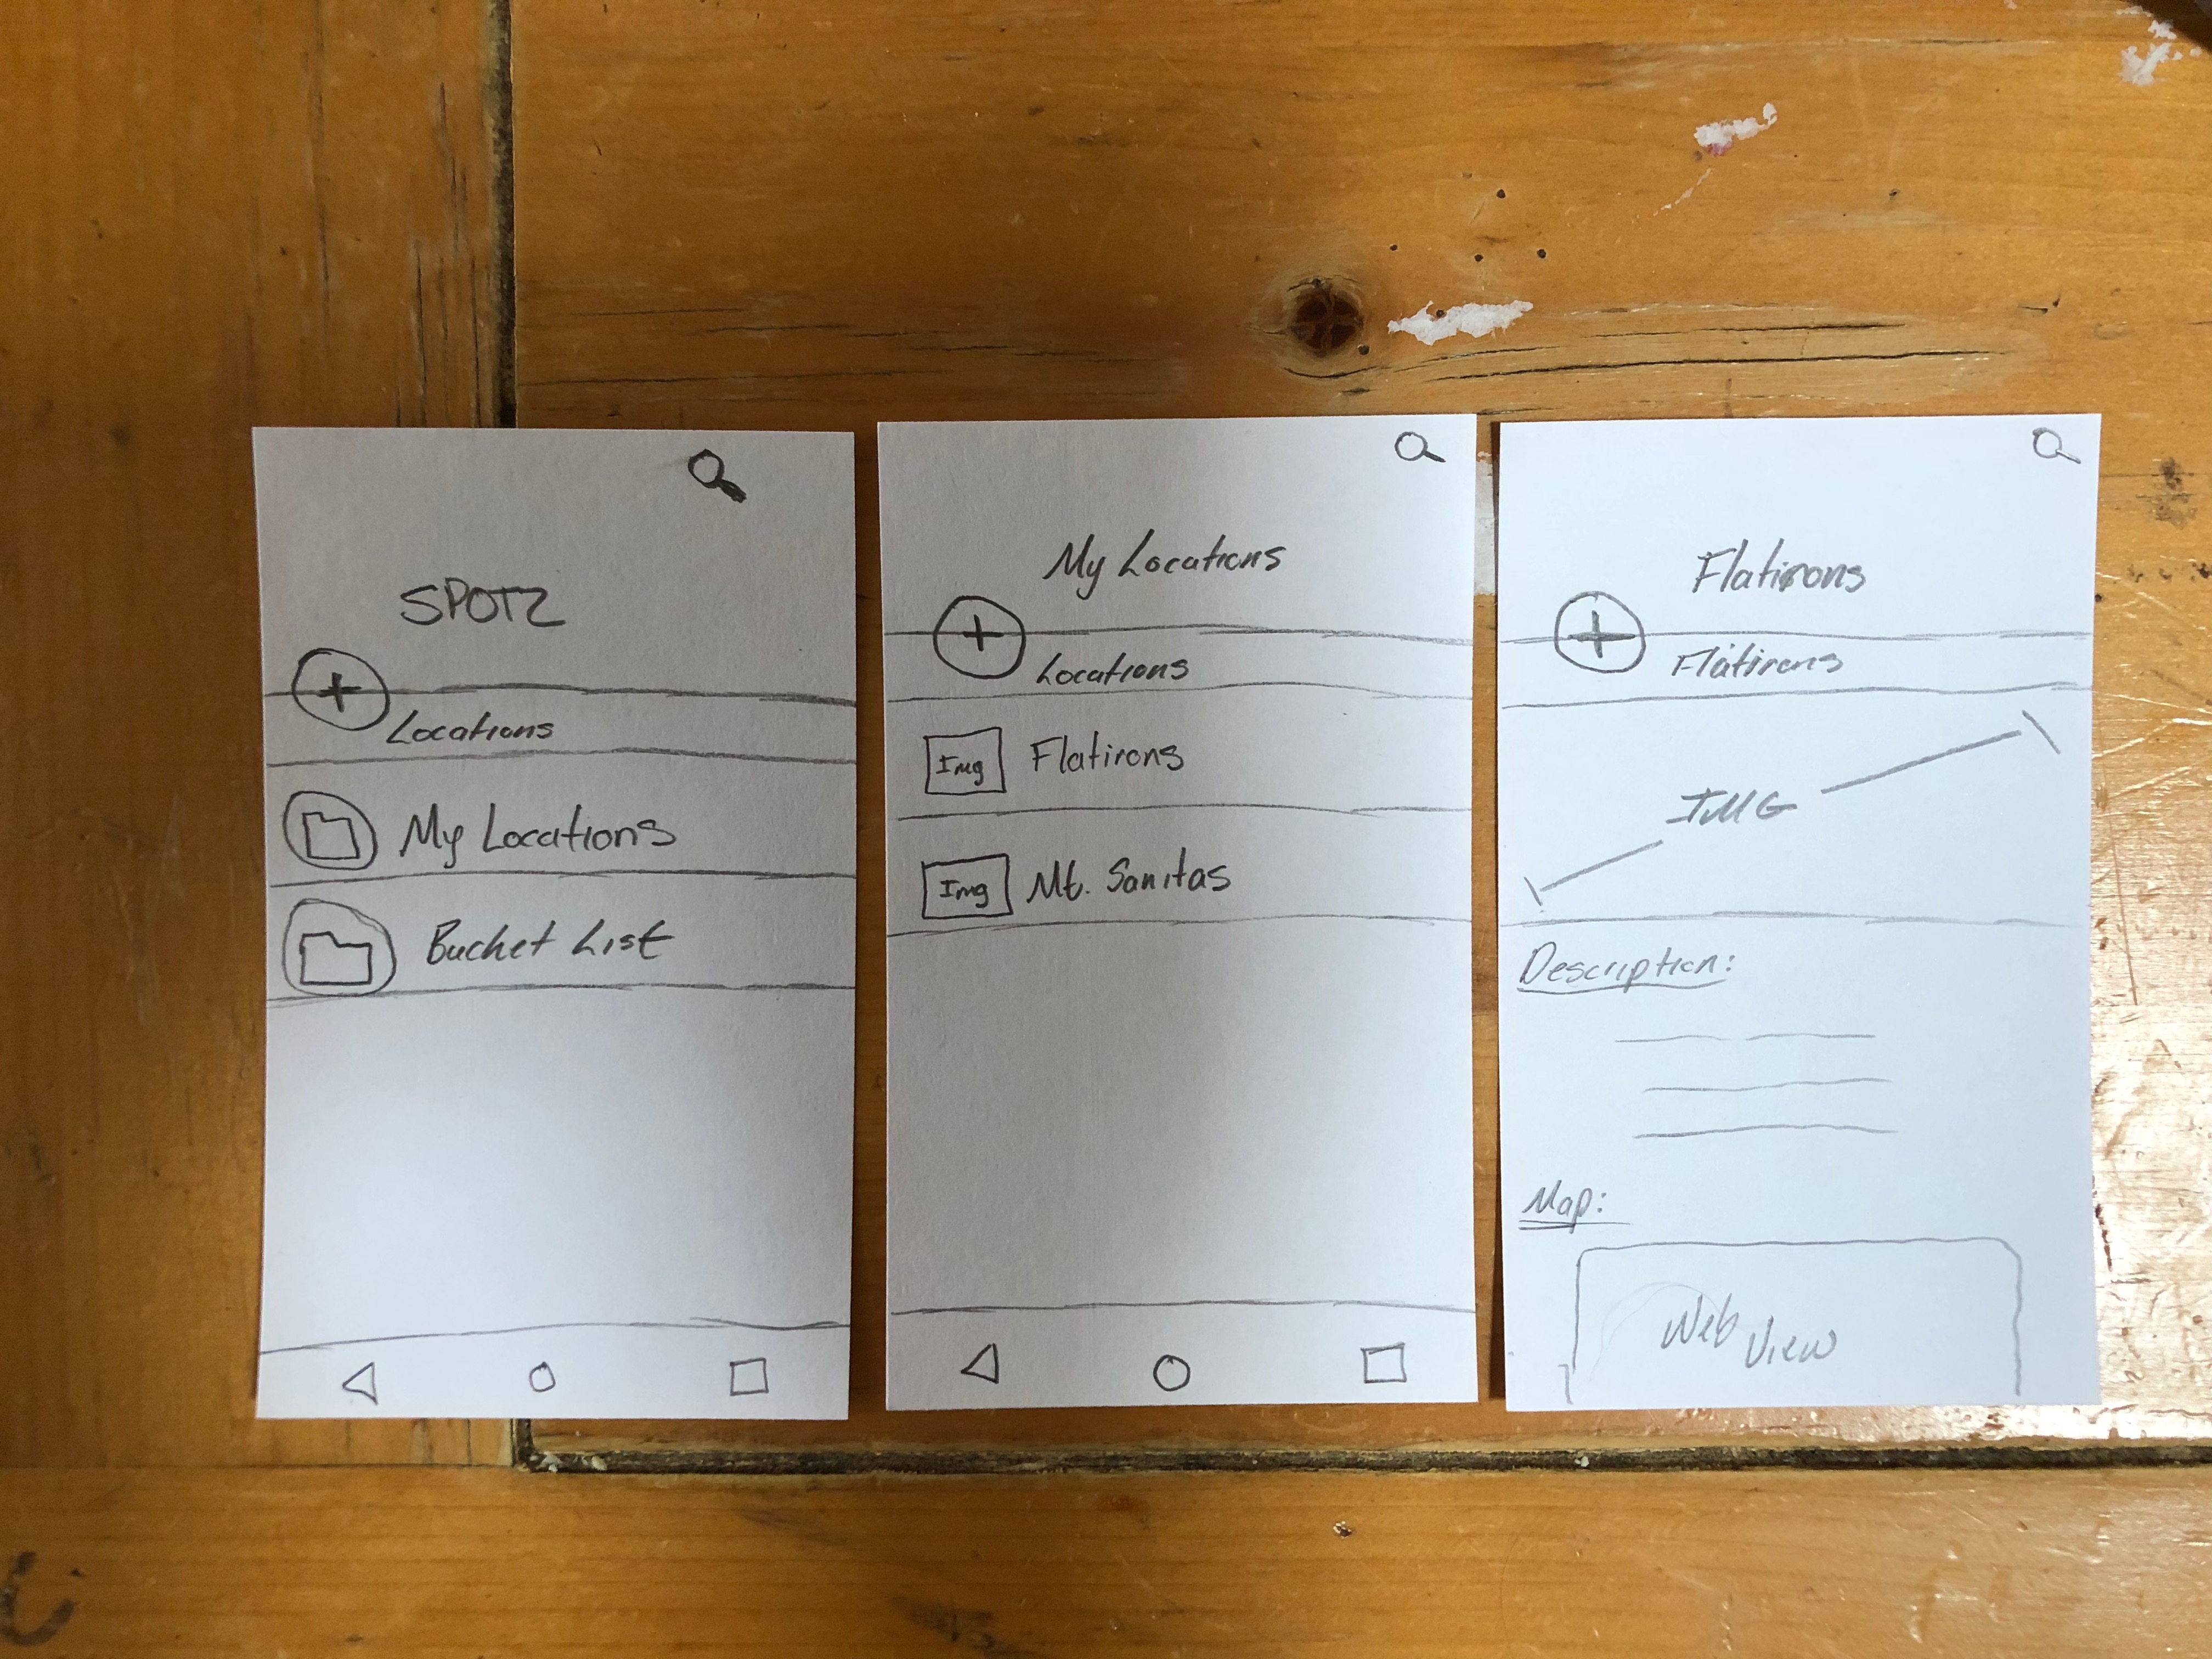 SPOTZ
Locations
My Locations
Bucket List
My Locations
Locations
Img Flatirons
Img Mt. Sanitas
Flatirons
Flatirons
IMG
Description:
Map:
Web View